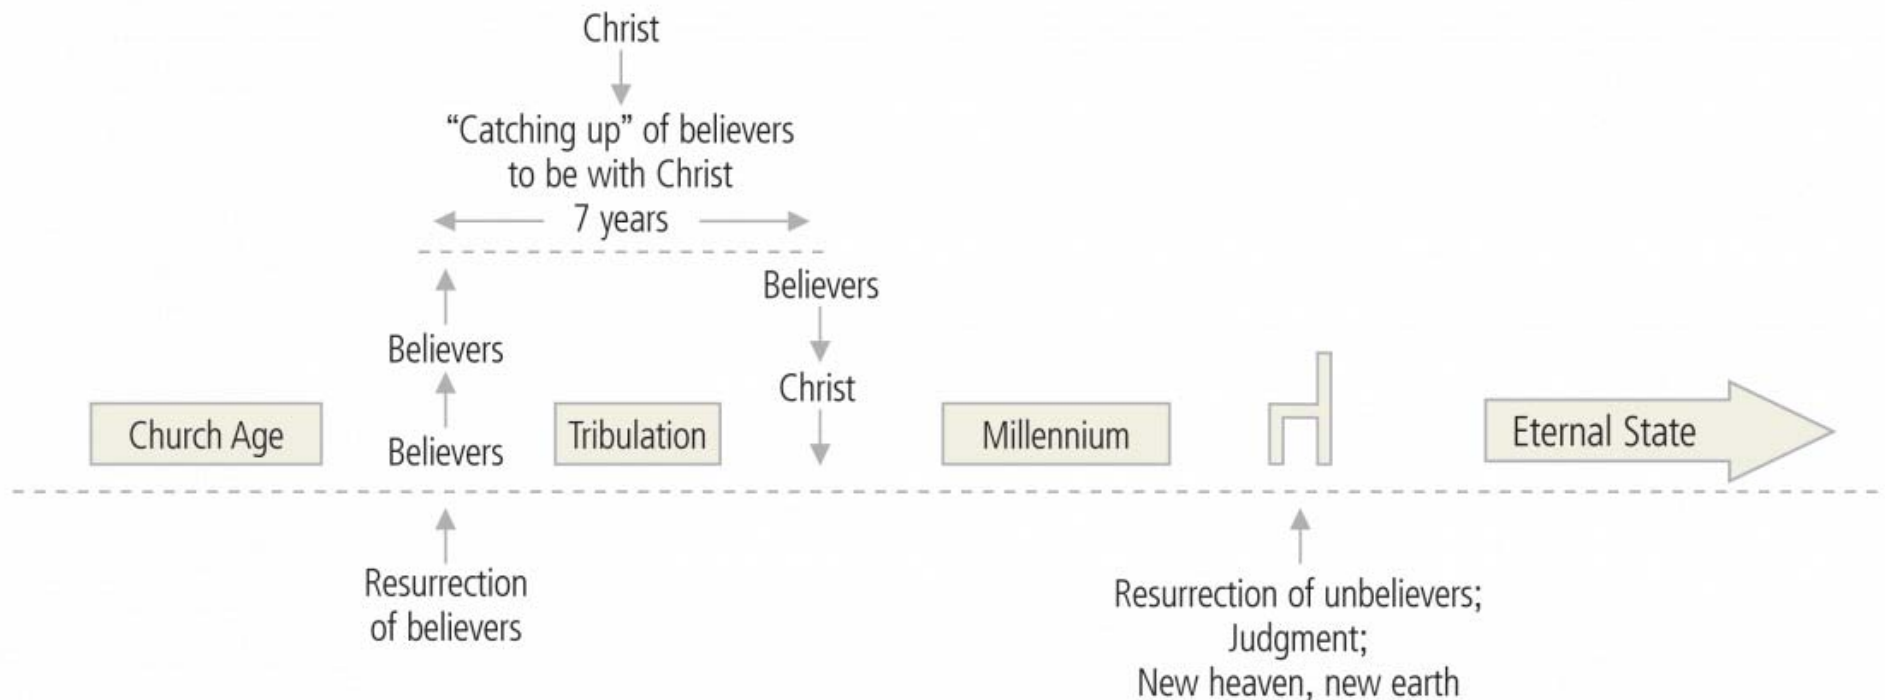 Christ
“Catching up” of believers
to be with Christ
7 years
Believers
Believers
Christ
Church Age
Believers
Tribulation
Millennium
Eternal State
Resurrection
of believers
Resurrection of unbelievers;
Judgment;
New heaven, new earth